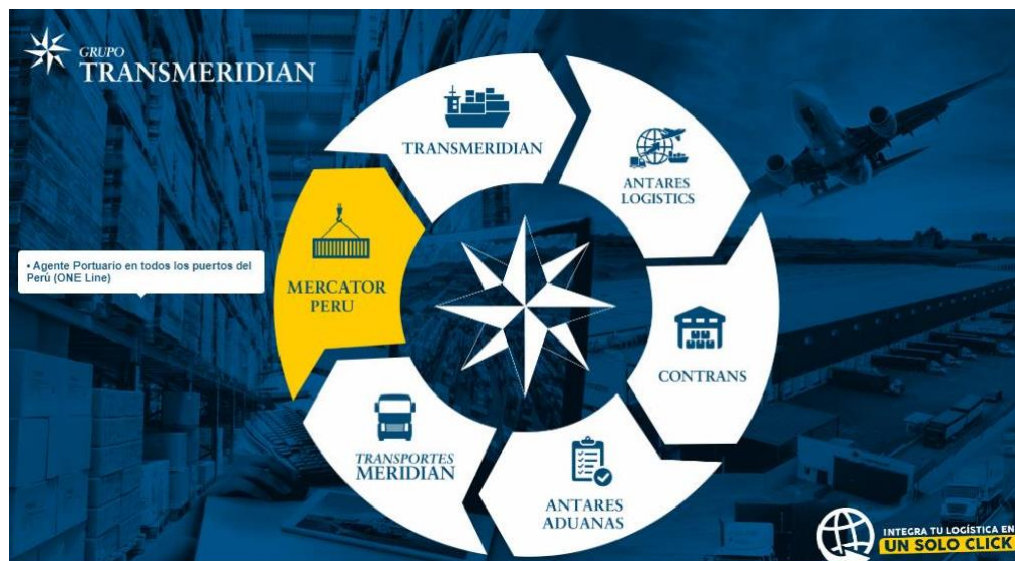 GRUPO
TRANSMERIDIAN
TRANSMERIDIAN
ANTARES
LOGISTICS
• Agente Portuario en todos los puertos del
Perú (ONE Line)
MERCATOR
PERU
CONTRANS
TRANSPORTES
MERIDIAN
ANTARES
ADUANAS
INTEGRA TU LOGÍSTICA EN
UN SOLO CLICK